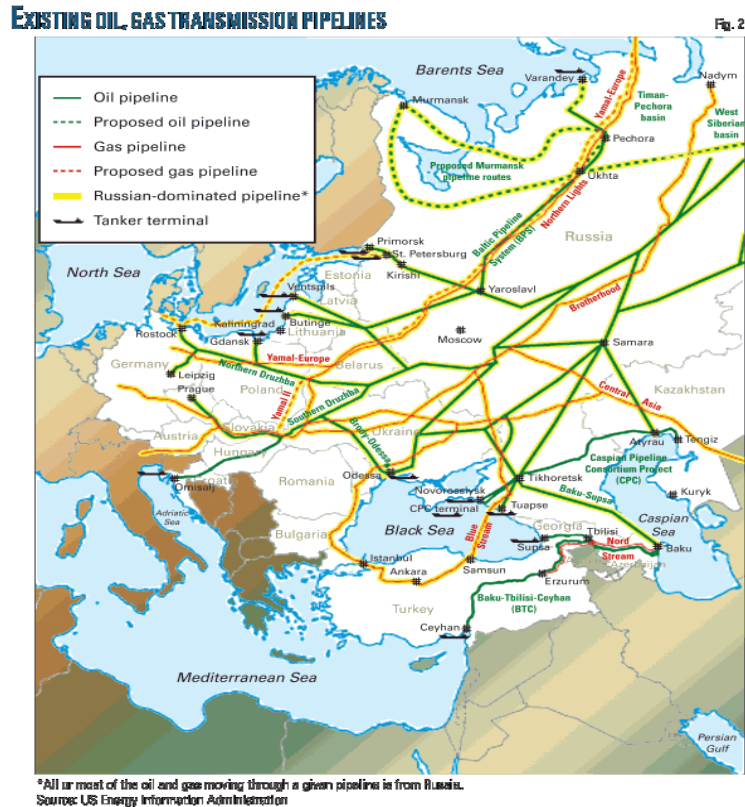 EXISTING OIL, GAS TRANSMISSION PIPELINES
Fig. 2
Oil pipeline
Proposed oil pipeline
Gas pipeline
Proposed gas pipeline
Russian-dominated pipeline*
Tanker terminal
Barents Sea
Varandey
Nadym
Murmansk
Yamal-Europe
Timan-
Pechora
basin
West
Siberian
basin
Pechora
Proposed Murmansk
pipeline routes
Ukhta
Northern Lights
Baltic Pipeline
System (BPS)
Russia
Primorsk
St. Petersburg
Kirishi
North Sea
Estonia
Ventspils
Latvia
Yaroslavl
Brotherhood
Butinge
Kaliningrad
Lithuania
Rostock
Gdansk
Moscow
Samara
Yamal-Europe
Belarus
Germany
Leipzig
Northern Druzhba
Prague
Poland
Yamal II
Southern Druzhba
Central Asia
Kazakhstan
Slovakia
Austria
Hungary
Ukraine
Brody-Odessa
Atyrau
Tengiz
Caspian Pipeline
Consortium Project
(CPC)
Omisalj
Romania
Odessa
Novorossiysk
Tikhoretsk
CPC terminal
Tuapse
Baku-Supsa
Kuryk
Adriatic
Sea
Bulgaria
Black Sea
Blue
Stream
Georgia
Tbilisi
Supsa
Caspian
Sea
Nord
Stream
Baku
Istanbul
Ankara
Samsun
Erzurum
Azerbaijan
Turkey
Baku-Tbilisi-Ceyhan
(BTC)
Ceyhan
Mediterranean Sea
Persian
Gulf
*All or most of the oil and gas moving through a given pipeline is from Russia.
Source: US Energy Information Administration